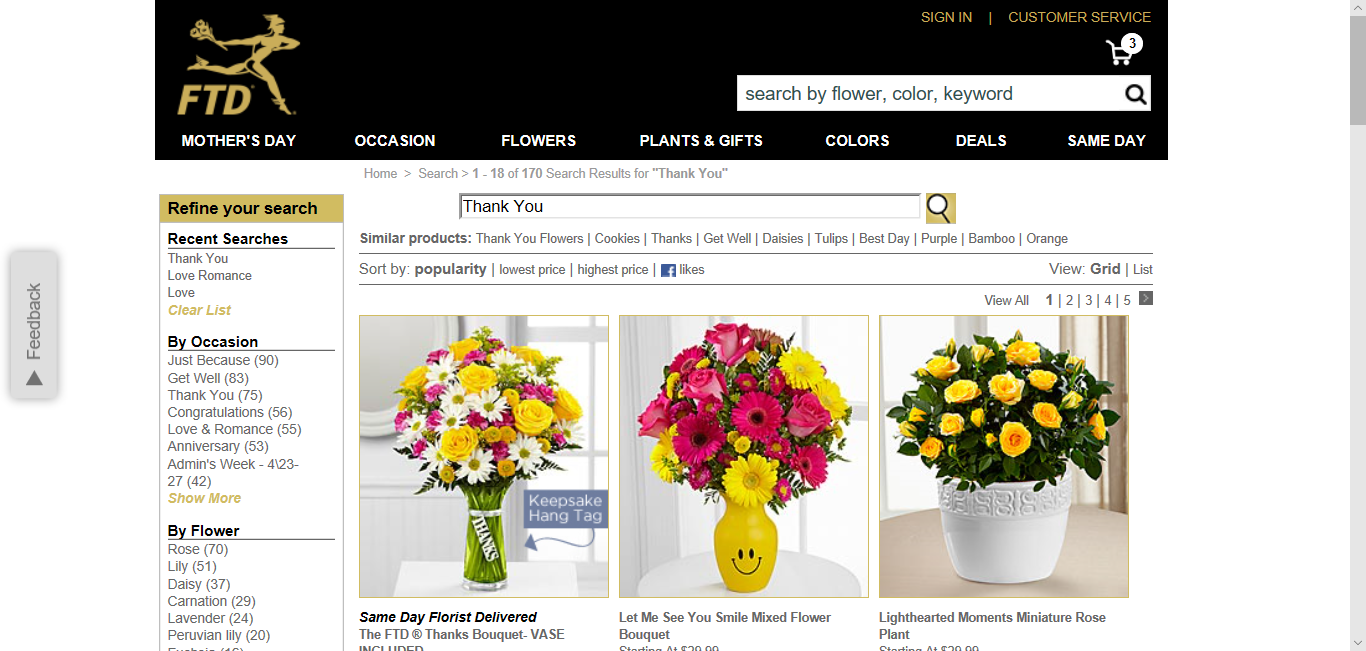 SIGN IN | CUSTOMER SERVICE
3
FTD
search by flower, color, keyword
MOTHER'S DAY OCCASION FLOWERS PLANTS & GIFTS COLORS DEALS SAME DAY
Home > Search > 1 - 18 of 170 Search Results for "Thank You"
Refine your search
Recent Searches
Thank You
Love Romance
Love
Clear List
By Occasion
Just Because (90)
Get Well (83)
Thank You (75)
Congratulations (56)
Love & Romance (55)
Anniversary (53)
Admin's Week - 4\23-
27 (42)
Show More
By Flower
Rose (70)
Lily (51)
Daisy (37)
Carnation (29)
Lavender (24)
Peruvian lily (20)
Feedback
Thank You
Similar products: Thank You Flowers | Cookies | Thanks | Get Well | Daisies | Tulips | Best Day | Purple | Bamboo | Orange
Sort by: popularity | lowest price | highest price | f likes
View: Grid | List
View All 1 | 2 | 3 | 4 | 5 >
THANKS
Keepsake
Hang Tag
Same Day Florist Delivered
The FTD ® Thanks Bouquet- VASE
INCLUDED
Let Me See You Smile Mixed Flower
Bouquet
Starting At $29.99
Lighthearted Moments Miniature Rose
Plant
Starting At $29.99